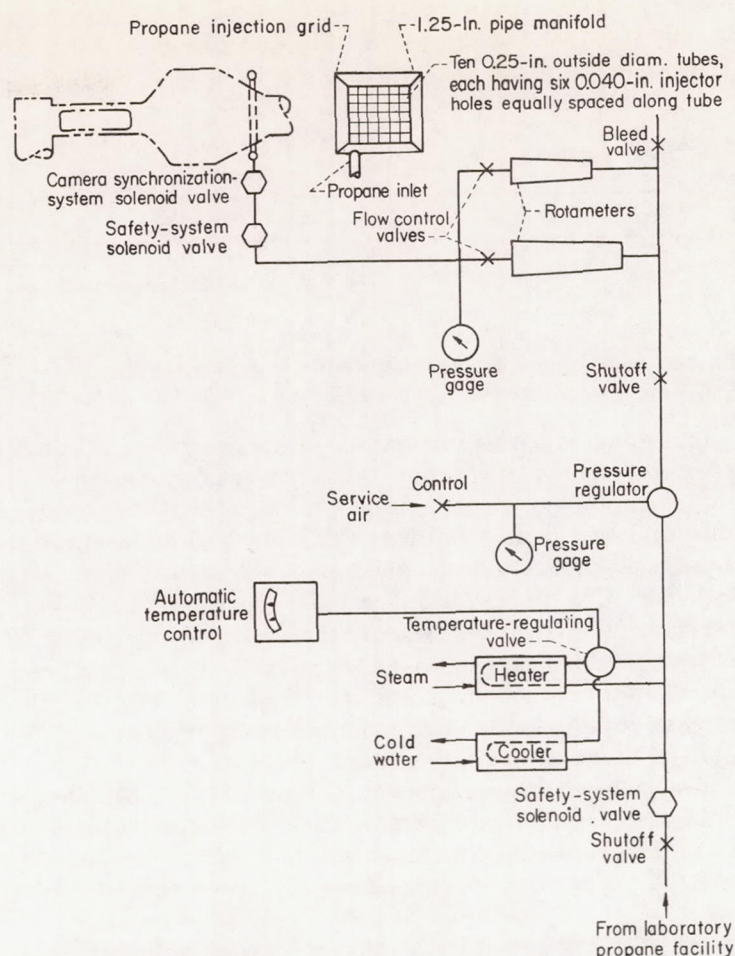 Propane injection grid
1.25-In. pipe manifold
Ten 0.25-in. outside diam. tubes,
each having six 0.040-in. injector
holes equally spaced along tube
Bleed
valve
Camera synchronization-
system solenoid valve
Propane inlet
Safety-system
solenoid valve
Flow control
valves
Rotameters
Pressure
gage
Shutoff
valve
Pressure
regulator
Control
Service
air
Pressure
gage
Automatic
temperature
control
Temperature-regulating
valve
Steam
Heater
Cold
water
Cooler
Safety-system
solenoid valve
Shutoff
valve
From laboratory
propane facility